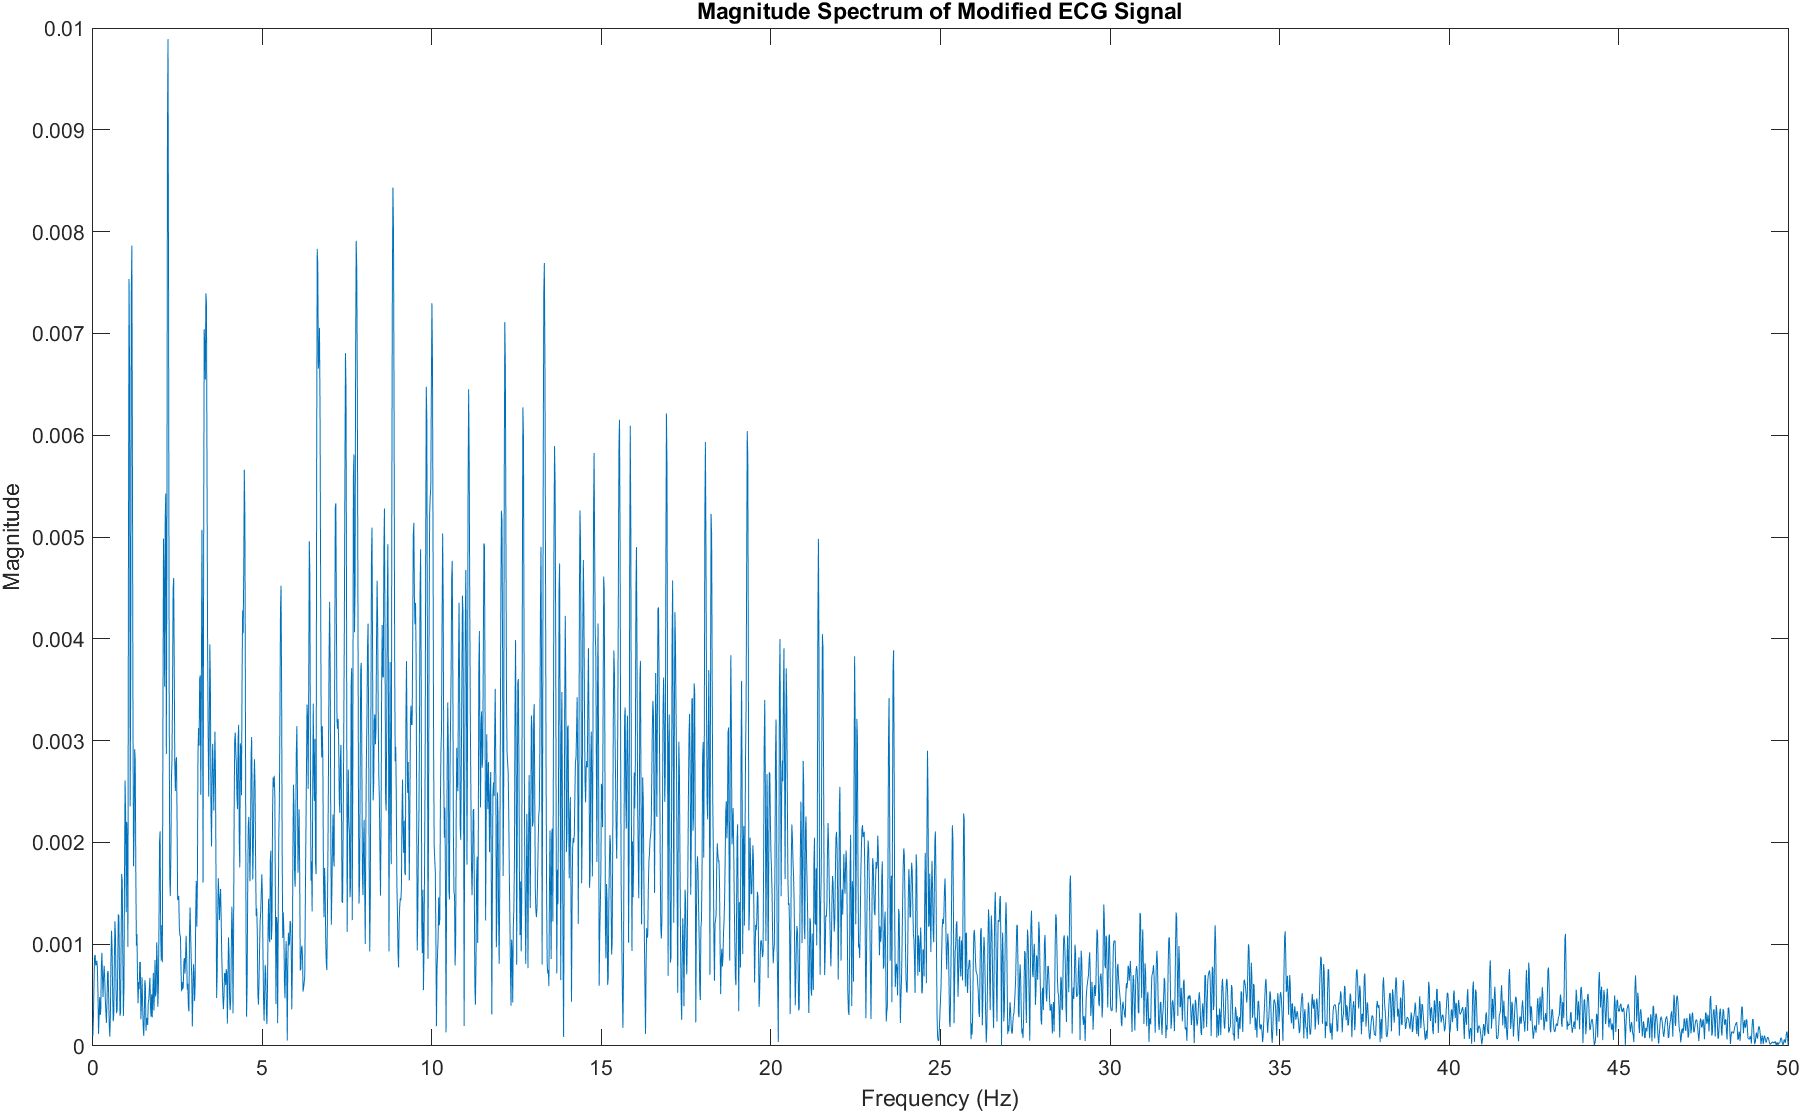 Magnitude Spectrum of Modified ECG Signal
0.01
0.009
0.008
0.007
0.006
0.005
0.004
0.003
0.002
0.001
0
Magnitude
0 5 10 15 20 25 30 35 40 45 50
Frequency (Hz)